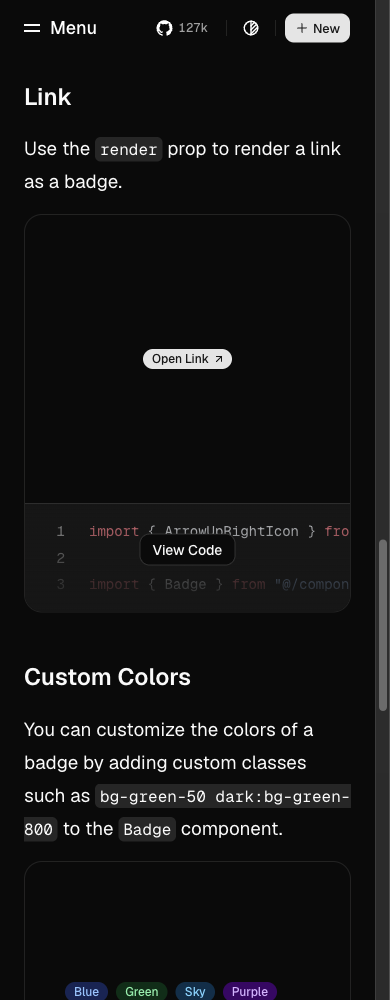 Menu
127k
+ New
Link
Use the render prop to render a link
as a badge.
Open Link
1 import { ArrowUpRightIcon } fro
2
View Code
3 import { Badge } from "@/compon
Custom Colors
You can customize the colors of a
badge by adding custom classes
such as bg-green-50 dark:bg-green-
800 to the Badge component.
Blue Green Sky Purple